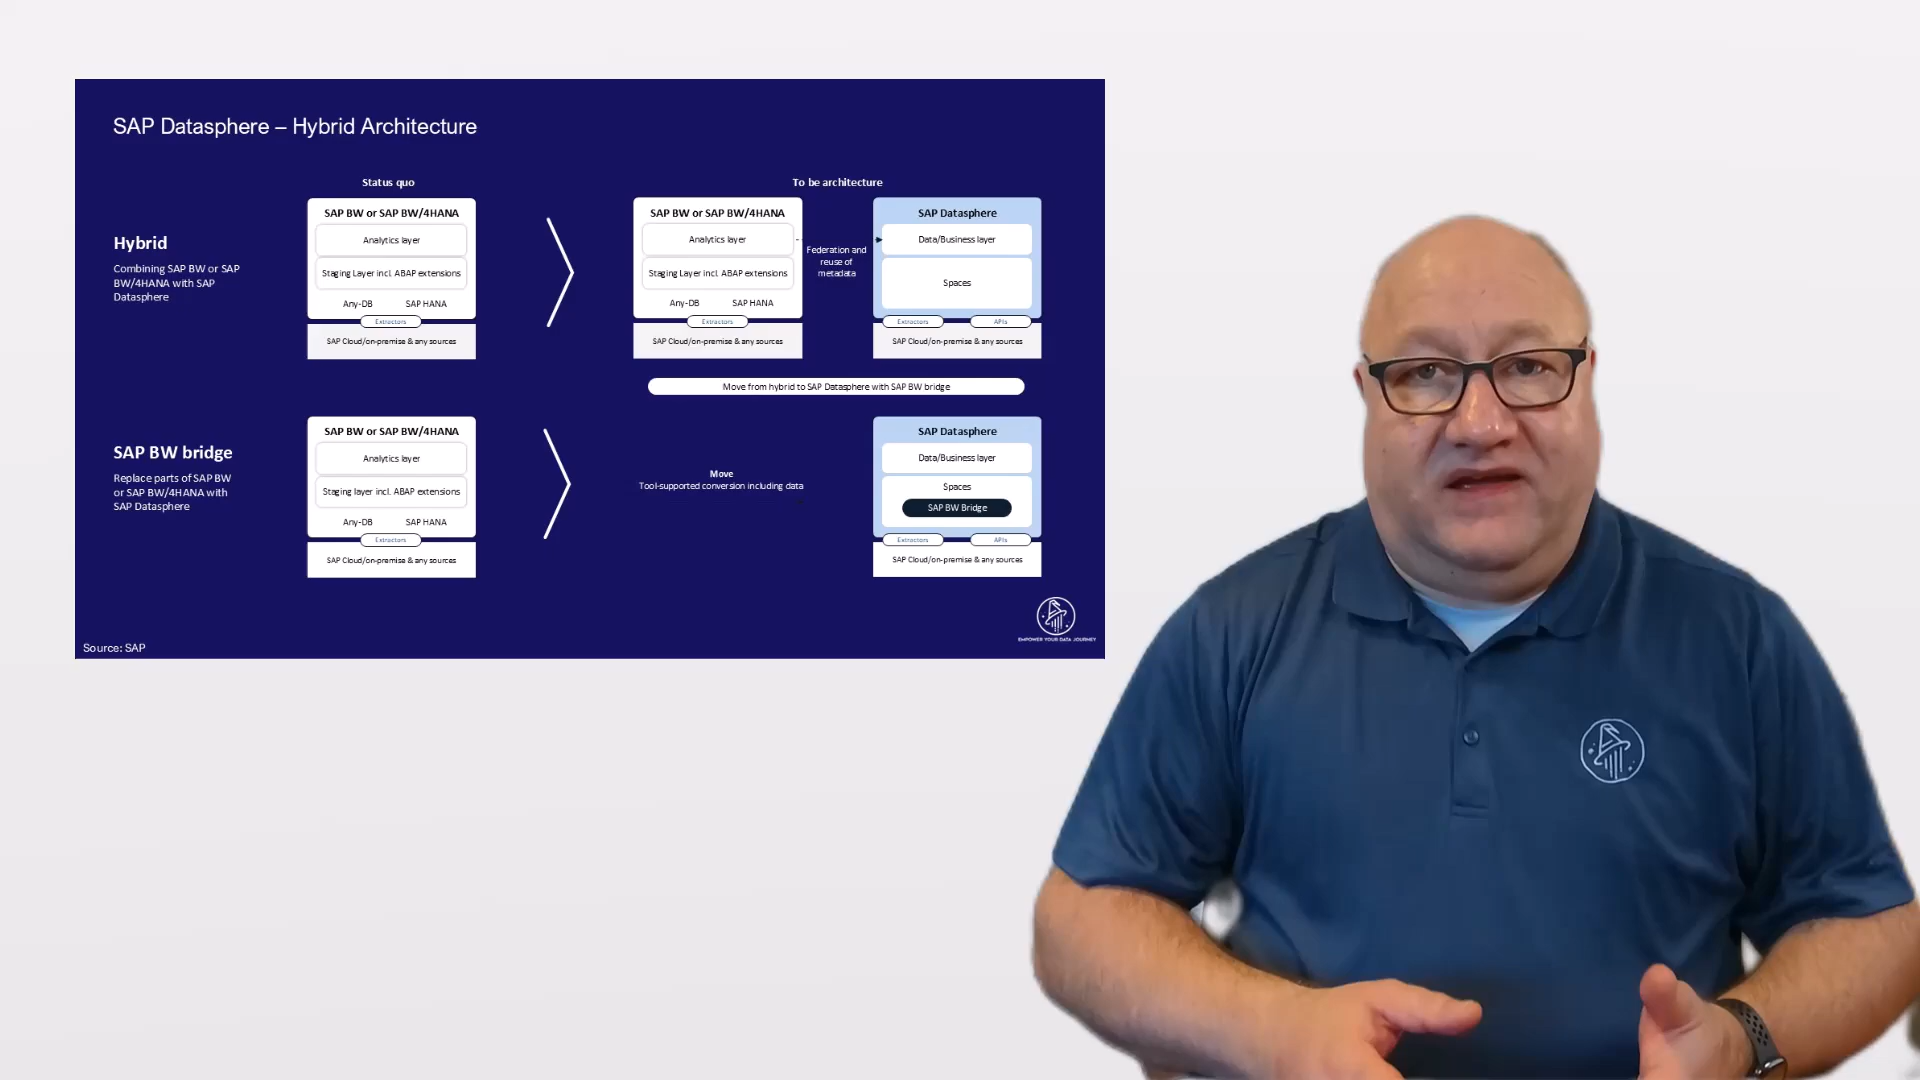 SAP Datasphere – Hybrid Architecture
Status quo
To be architecture
Hybrid
Combining SAP BW or SAP
BW/4HANA with SAP
Datasphere
SAP BW or SAP BW/4HANA
Analytics layer
Staging Layer incl. ABAP extensions
Any-DB SAP HANA
Extractors
SAP Cloud/on-premise & any sources
SAP BW or SAP BW/4HANA
Analytics layer
Staging Layer incl. ABAP extensions
Any-DB SAP HANA
Extractors
SAP Cloud/on-premise & any sources
Federation and
reuse of
metadata
SAP Datasphere
Data/Business layer
Spaces
Extractors APIs
SAP Cloud/on-premise & any sources
Move from hybrid to SAP Datasphere with SAP BW bridge
SAP BW bridge
Replace parts of SAP BW
or SAP BW/4HANA with
SAP Datasphere
SAP BW or SAP BW/4HANA
Analytics layer
Staging layer incl. ABAP extensions
Any-DB SAP HANA
Extractors
SAP Cloud/on-premise & any sources
Move
Tool-supported conversion including data
SAP Datasphere
Data/Business layer
Spaces
SAP BW Bridge
Extractors APIs
SAP Cloud/on-premise & any sources
EMPOWER YOUR DATA JOURNEY
Source: SAP